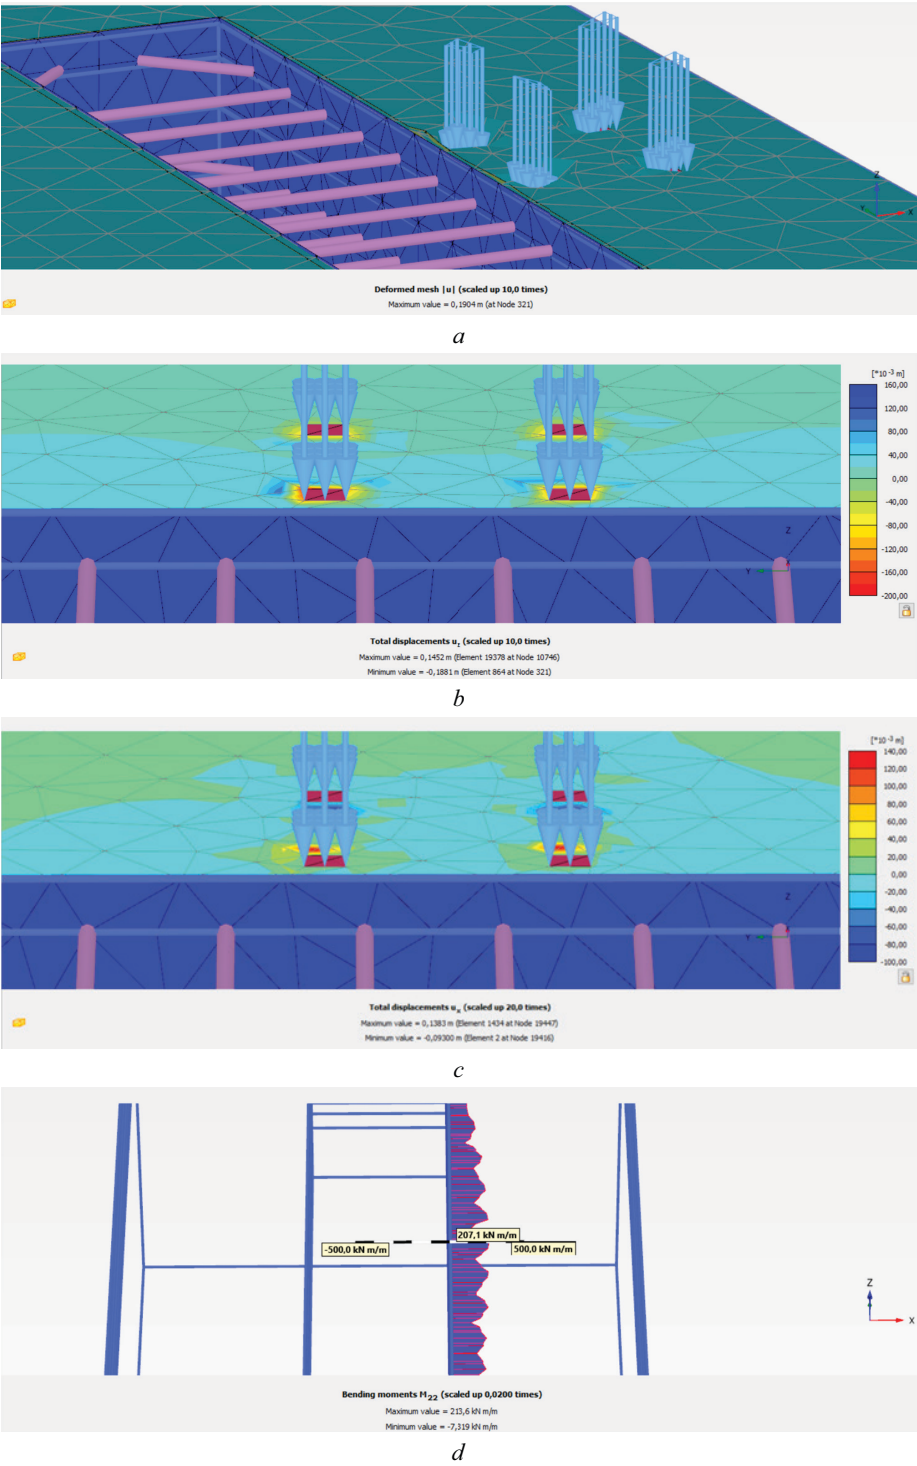 Z
Y
X
Deformed mesh |u| (scaled up 10,0 times)
Maximum value = 0,1904 m (at Node 321)
a
[*10 -3 m]
160,00
120,00
80,00
40,00
0,00
-40,00
-80,00
-120,00
-160,00
-200,00
Z
Y
Total displacements uz (scaled up 10,0 times)
Maximum value = 0,1452 m (Element 19378 at Node 10746)
Minimum value = -0,1881 m (Element 864 at Node 321)
b
[*10 -3 m]
140,00
120,00
100,00
80,00
60,00
40,00
20,00
0,00
-20,00
-40,00
-60,00
-80,00
-100,00
Z
Y
Total displacements ux (scaled up 20,0 times)
Maximum value = 0,1383 m (Element 1434 at Node 19447)
Minimum value = -0,09300 m (Element 2 at Node 19416)
c
207,1 kN m/m
-500,0 kN m/m
500,0 kN m/m
Z
X
Bending moments M22 (scaled up 0,0200 times)
Maximum value = 213,6 kN m/m
Minimum value = -7,319 kN m/m
d